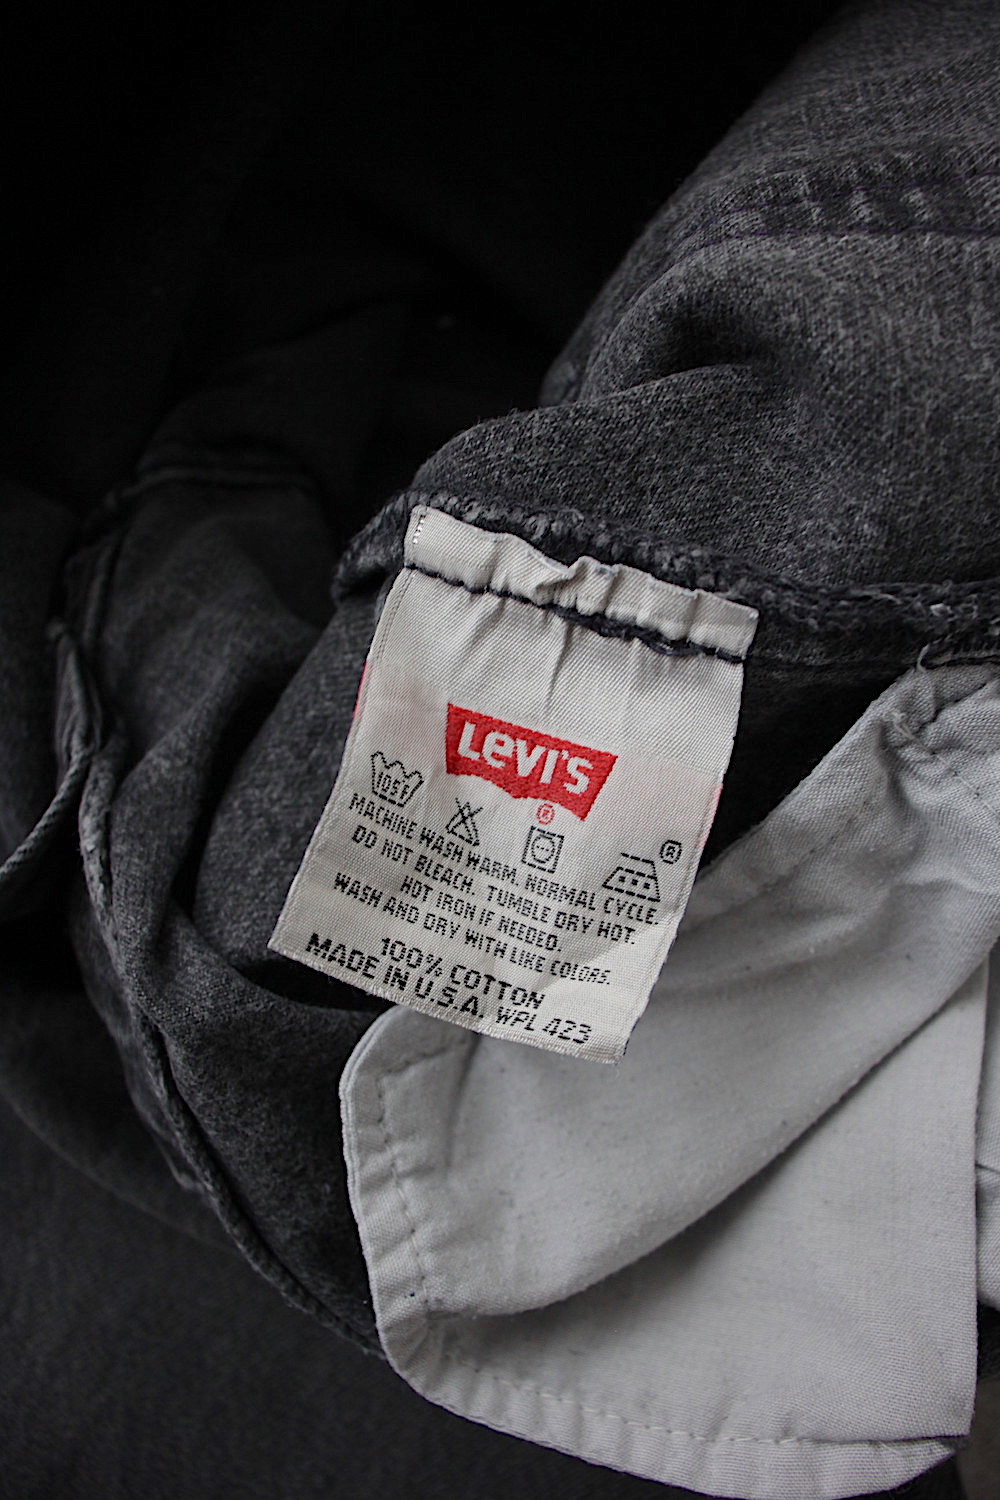 LEVI'S
®
105°F
®
MACHINE WASH WARM. NORMAL CYCLE.
DO NOT BLEACH. TUMBLE DRY HOT.
HOT IRON IF NEEDED.
WASH AND DRY WITH LIKE COLORS.
100% COTTON
MADE IN U.S.A. WPL 423